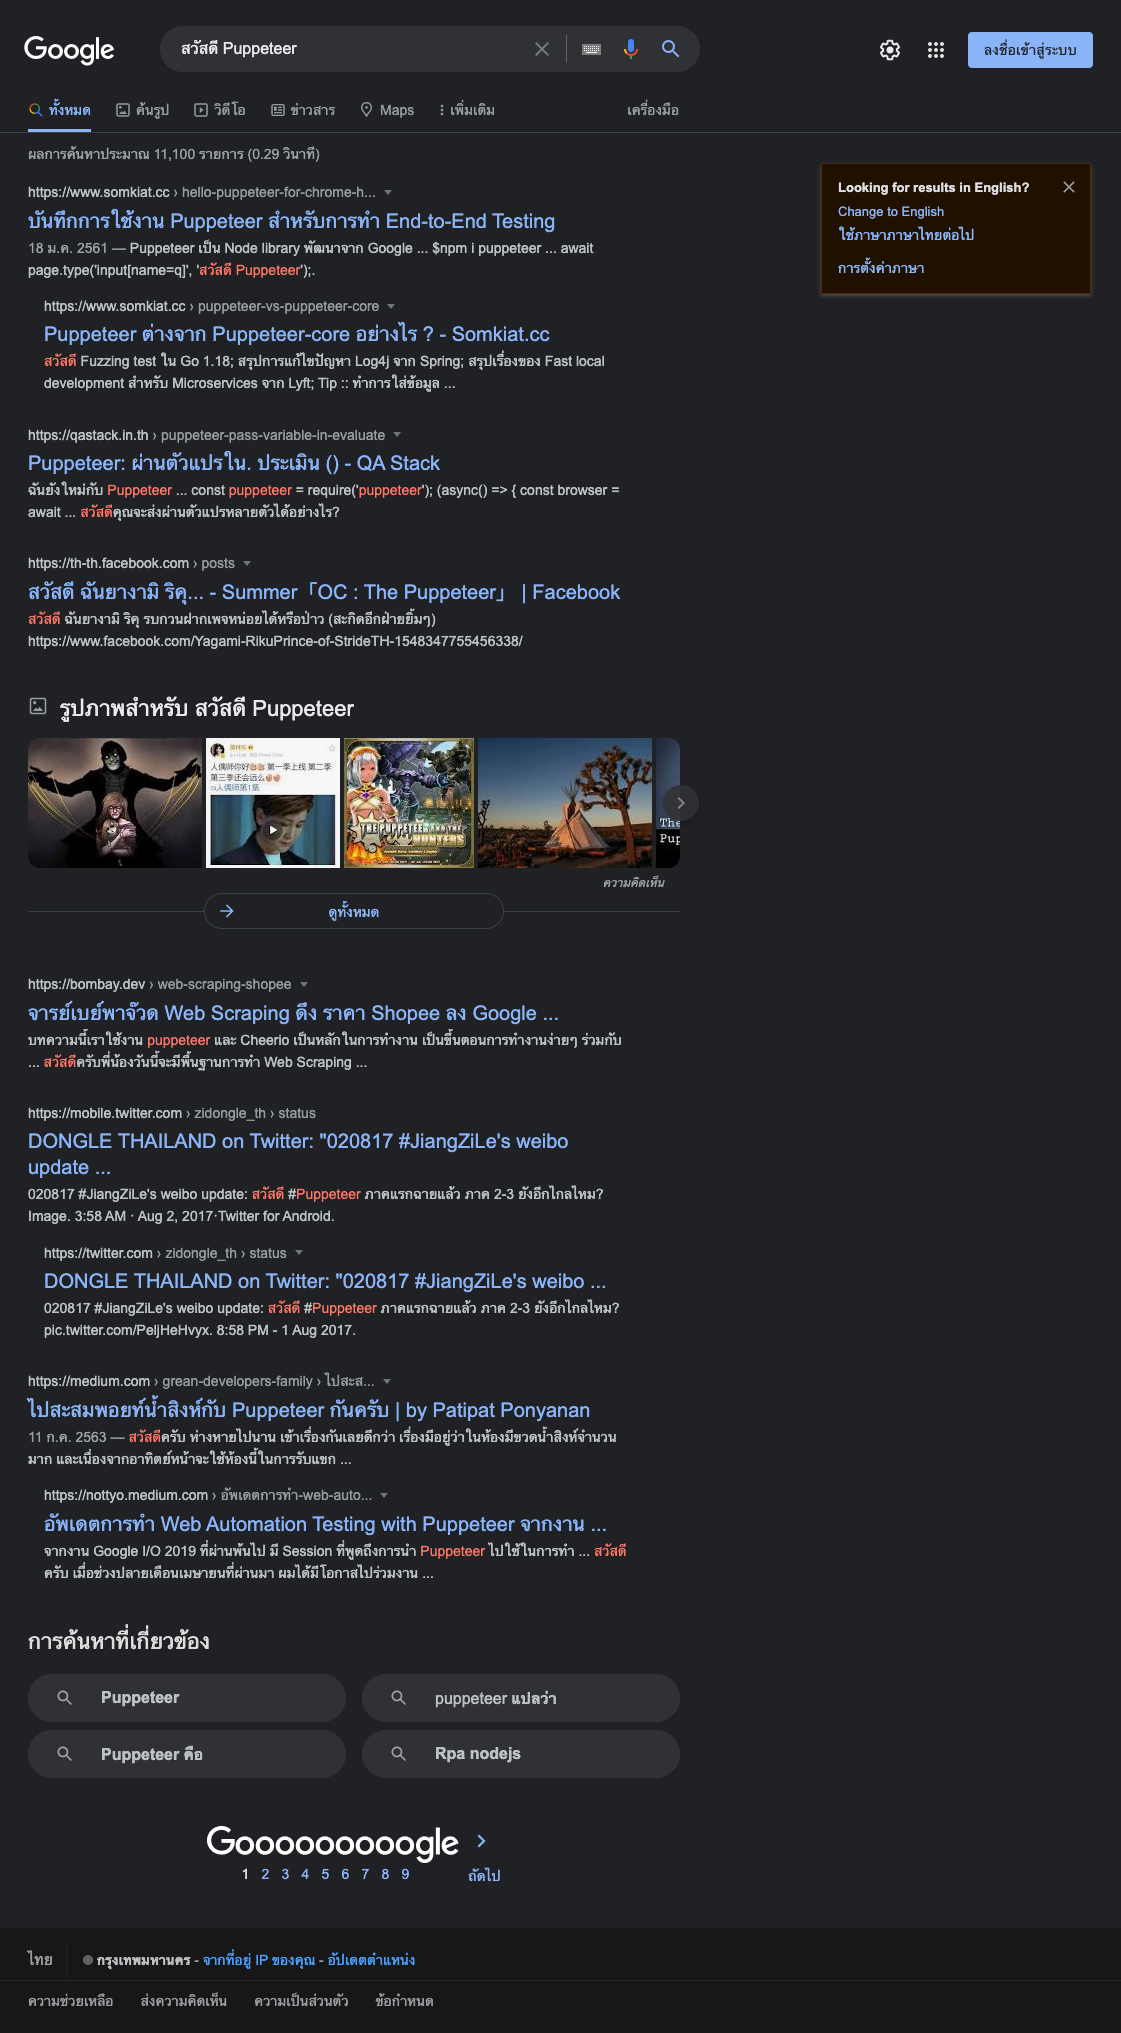 Google
สวัสดี Puppeteer
ลงชื่อเข้าสู่ระบบ
ทั้งหมด
ค้นรูป
วิดีโอ
ข่าวสาร
Maps
เพิ่มเติม
เครื่องมือ
ผลการค้นหาประมาณ 11,100 รายการ (0.29 วินาที)
Looking for results in English?
Change to English
ใช้ภาษาภาษาไทยต่อไป
การตั้งค่าภาษา
https://www.somkiat.cc › hello-puppeteer-for-chrome-h...
บันทึกการใช้งาน Puppeteer สำหรับการทำ End-to-End Testing
18 ม.ค. 2561 — Puppeteer เป็น Node library พัฒนาจาก Google ... $npm i puppeteer ... await
page.type('input[name=q]', 'สวัสดี Puppeteer');.
https://www.somkiat.cc › puppeteer-vs-puppeteer-core
Puppeteer ต่างจาก Puppeteer-core อย่างไร ? - Somkiat.cc
สวัสดี Fuzzing test ใน Go 1.18; สรุปการแก้ไขปัญหา Log4j จาก Spring; สรุปเรื่องของ Fast local
development สำหรับ Microservices จาก Lyft; Tip :: ทำการใส่ข้อมูล ...
https://qastack.in.th › puppeteer-pass-variable-in-evaluate
Puppeteer: ผ่านตัวแปรใน. ประเมิน () - QA Stack
ฉันยังใหม่กับ Puppeteer ... const puppeteer = require('puppeteer'); (async() => { const browser =
await ... สวัสดีคุณจะส่งผ่านตัวแปรหลายตัวได้อย่างไร?
https://th-th.facebook.com › posts
สวัสดี ฉันยางามิ ริคุ... - Summer「OC : The Puppeteer」 | Facebook
สวัสดี ฉันยางามิ ริคุ รบกวนฝากเพจหน่อยได้หรือป่าว (สะกิดอีกฝ่ายยิ้มๆ)
https://www.facebook.com/Yagami-RikuPrince-of-StrideTH-1548347755456338/
รูปภาพสำหรับ สวัสดี Puppeteer
人偶师你好 第一季上线 第二季
第三季还会远么
人偶师第1集
THE PUPPETEER AND THE
HUNTERS
The
Pup
ความคิดเห็น
ดูทั้งหมด
https://bombay.dev › web-scraping-shopee
จารย์เบย์พาจ๊วด Web Scraping ดึง ราคา Shopee ลง Google ...
บทความนี้เราใช้งาน puppeteer และ Cheerio เป็นหลักในการทำงาน เป็นขึ้นตอนการทำงานง่ายๆ ร่วมกับ
... สวัสดีครับพี่น้องวันนี้จะมีพื้นฐานการทำ Web Scraping ...
https://mobile.twitter.com › zidongle_th › status
DONGLE THAILAND on Twitter: "020817 #JiangZiLe's weibo
update ...
020817 #JiangZiLe's weibo update: สวัสดี #Puppeteer ภาคแรกฉายแล้ว ภาค 2-3 ยังอีกไกลไหม?
Image. 3:58 AM · Aug 2, 2017·Twitter for Android.
https://twitter.com › zidongle_th › status
DONGLE THAILAND on Twitter: "020817 #JiangZiLe's weibo ...
020817 #JiangZiLe's weibo update: สวัสดี #Puppeteer ภาคแรกฉายแล้ว ภาค 2-3 ยังอีกไกลไหม?
pic.twitter.com/PeljHeHvyx. 8:58 PM - 1 Aug 2017.
https://medium.com › grean-developers-family › ไปสะส...
ไปสะสมพอยท์น้ำสิงห์กับ Puppeteer กันครับ | by Patipat Ponyanan
11 ก.ค. 2563 — สวัสดีครับ ห่างหายไปนาน เข้าเรื่องกันเลยดีกว่า เรื่องมีอยู่ว่าในห้องมีขวดน้ำสิงห์จำนวน
มาก และเนื่องจากอาทิตย์หน้าจะใช้ห้องนี้ในการรับแขก ...
https://nottyo.medium.com › อัพเดตการทำ-web-auto...
อัพเดตการทำ Web Automation Testing with Puppeteer จากงาน ...
จากงาน Google I/O 2019 ที่ผ่านพ้นไป มี Session ที่พูดถึงการนำ Puppeteer ไปใช้ในการทำ ... สวัสดี
ครับ เมื่อช่วงปลายเดือนเมษายนที่ผ่านมา ผมได้มีโอกาสไปร่วมงาน ...
การค้นหาที่เกี่ยวข้อง
Puppeteer
puppeteer แปลว่า
Puppeteer คือ
Rpa nodejs
Gooooooooogle
1 2 3 4 5 6 7 8 9
ถัดไป
ไทย
กรุงเทพมหานคร - จากที่อยู่ IP ของคุณ - อัปเดตตำแหน่ง
ความช่วยเหลือ
ส่งความคิดเห็น
ความเป็นส่วนตัว
ข้อกำหนด